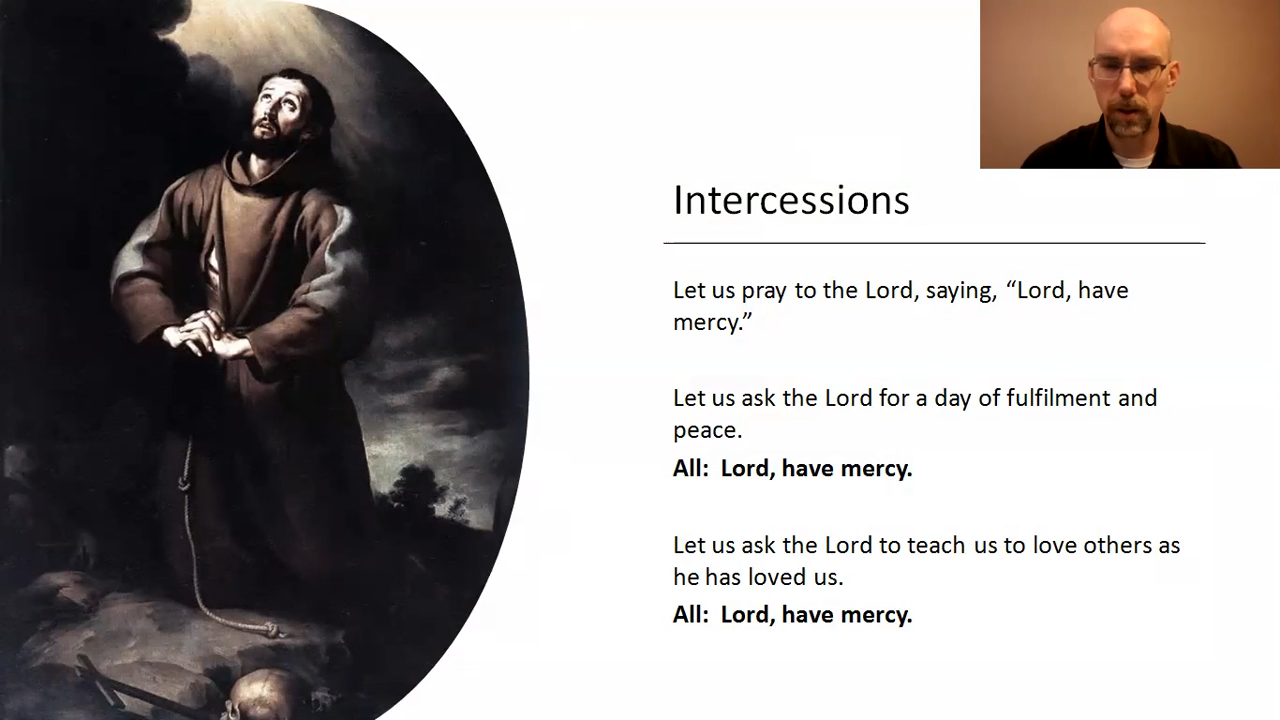 Intercessions
Let us pray to the Lord, saying, “Lord, have
mercy.”
Let us ask the Lord for a day of fulfilment and
peace.
All:  Lord, have mercy.
Let us ask the Lord to teach us to love others as
he has loved us.
All:  Lord, have mercy.